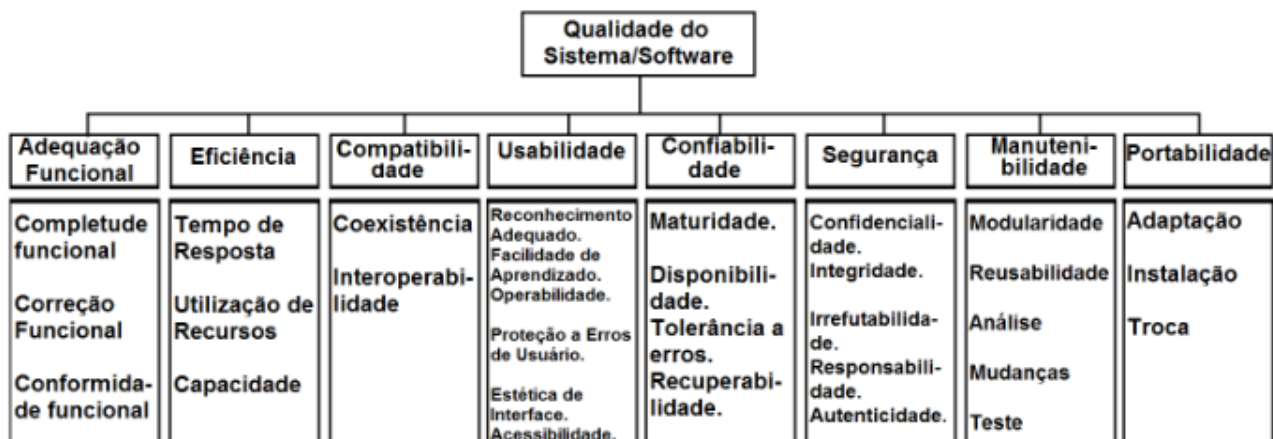 Qualidade do
Sistema/Software
Adequação
Funcional
Eficiência
Compatibili-
dade
Usabilidade
Confiabili-
dade
Segurança
Manuteni-
bilidade
Portabilidade
Completude
funcional
Correção
Funcional
Conformida-
de funcional
Tempo de
Resposta
Utilização de
Recursos
Capacidade
Coexistência
Interoperabi-
lidade
Reconhecimento
Adequado.
Facilidade de
Aprendizado.
Operabilidade.
Proteção a Erros
de Usuário.
Estética de
Interface.
Acessibilidade.
Maturidade.
Disponibili-
dade.
Tolerância a
erros.
Recuperabi-
lidade.
Confidenciali-
dade.
Integridade.
Irrefutabilida-
de.
Responsabili-
dade.
Autenticidade.
Modularidade
Reusabilidade
Análise
Mudanças
Teste
Adaptação
Instalação
Troca